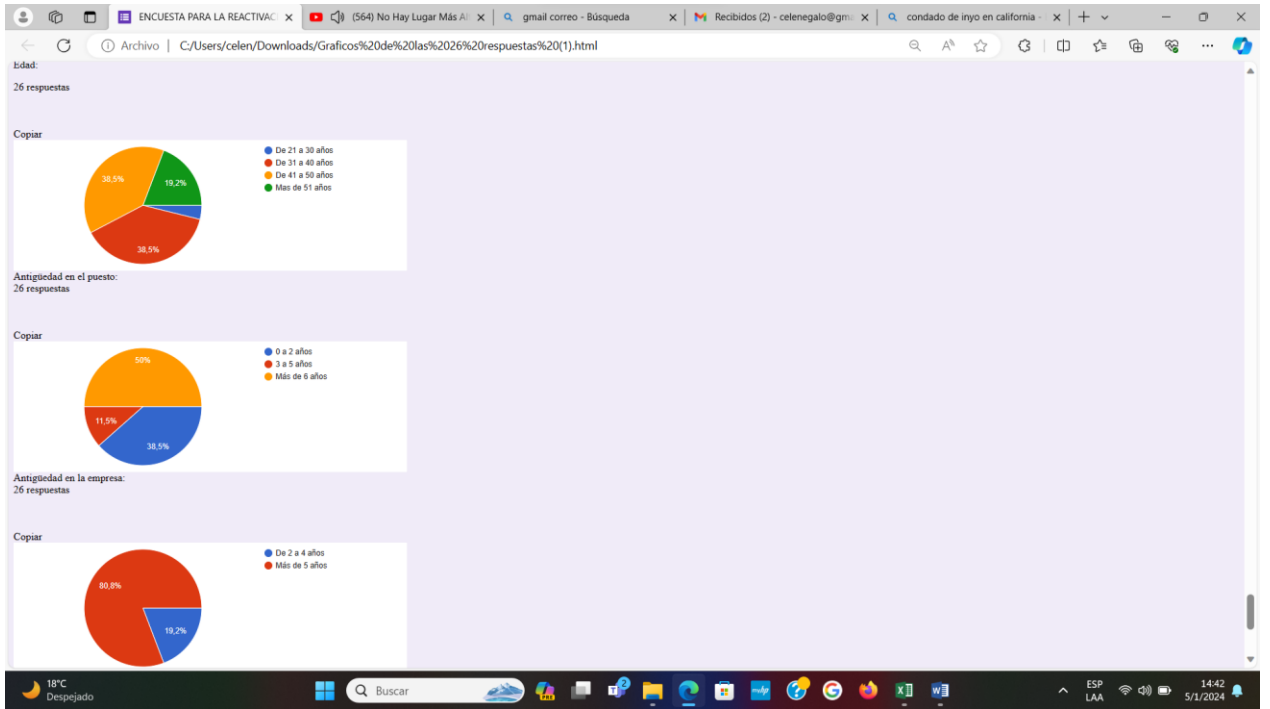 ENCUESTA PARA LA REACTIVAC
(564) No Hay Lugar Más Al
gmail correo - Búsqueda
Recibidos (2) - celenegalo@gm
condado de inyo en california -
Archivo | C:/Users/celen/Downloads/Graficos%20de%20las%2026%20respuestas%20(1).html
Edad:
26 respuestas
Copiar
38,5%
19,2%
38,5%
De 21 a 30 años
De 31 a 40 años
De 41 a 50 años
Mas de 51 años
Antigüedad en el puesto:
26 respuestas
Copiar
50%
11,5%
38,5%
0 a 2 años
3 a 5 años
Más de 6 años
Antigüedad en la empresa:
26 respuestas
Copiar
80,8%
19,2%
De 2 a 4 años
Más de 5 años
18°C
Despejado
Buscar
2
ESP
LAA
14:42
5/1/2024